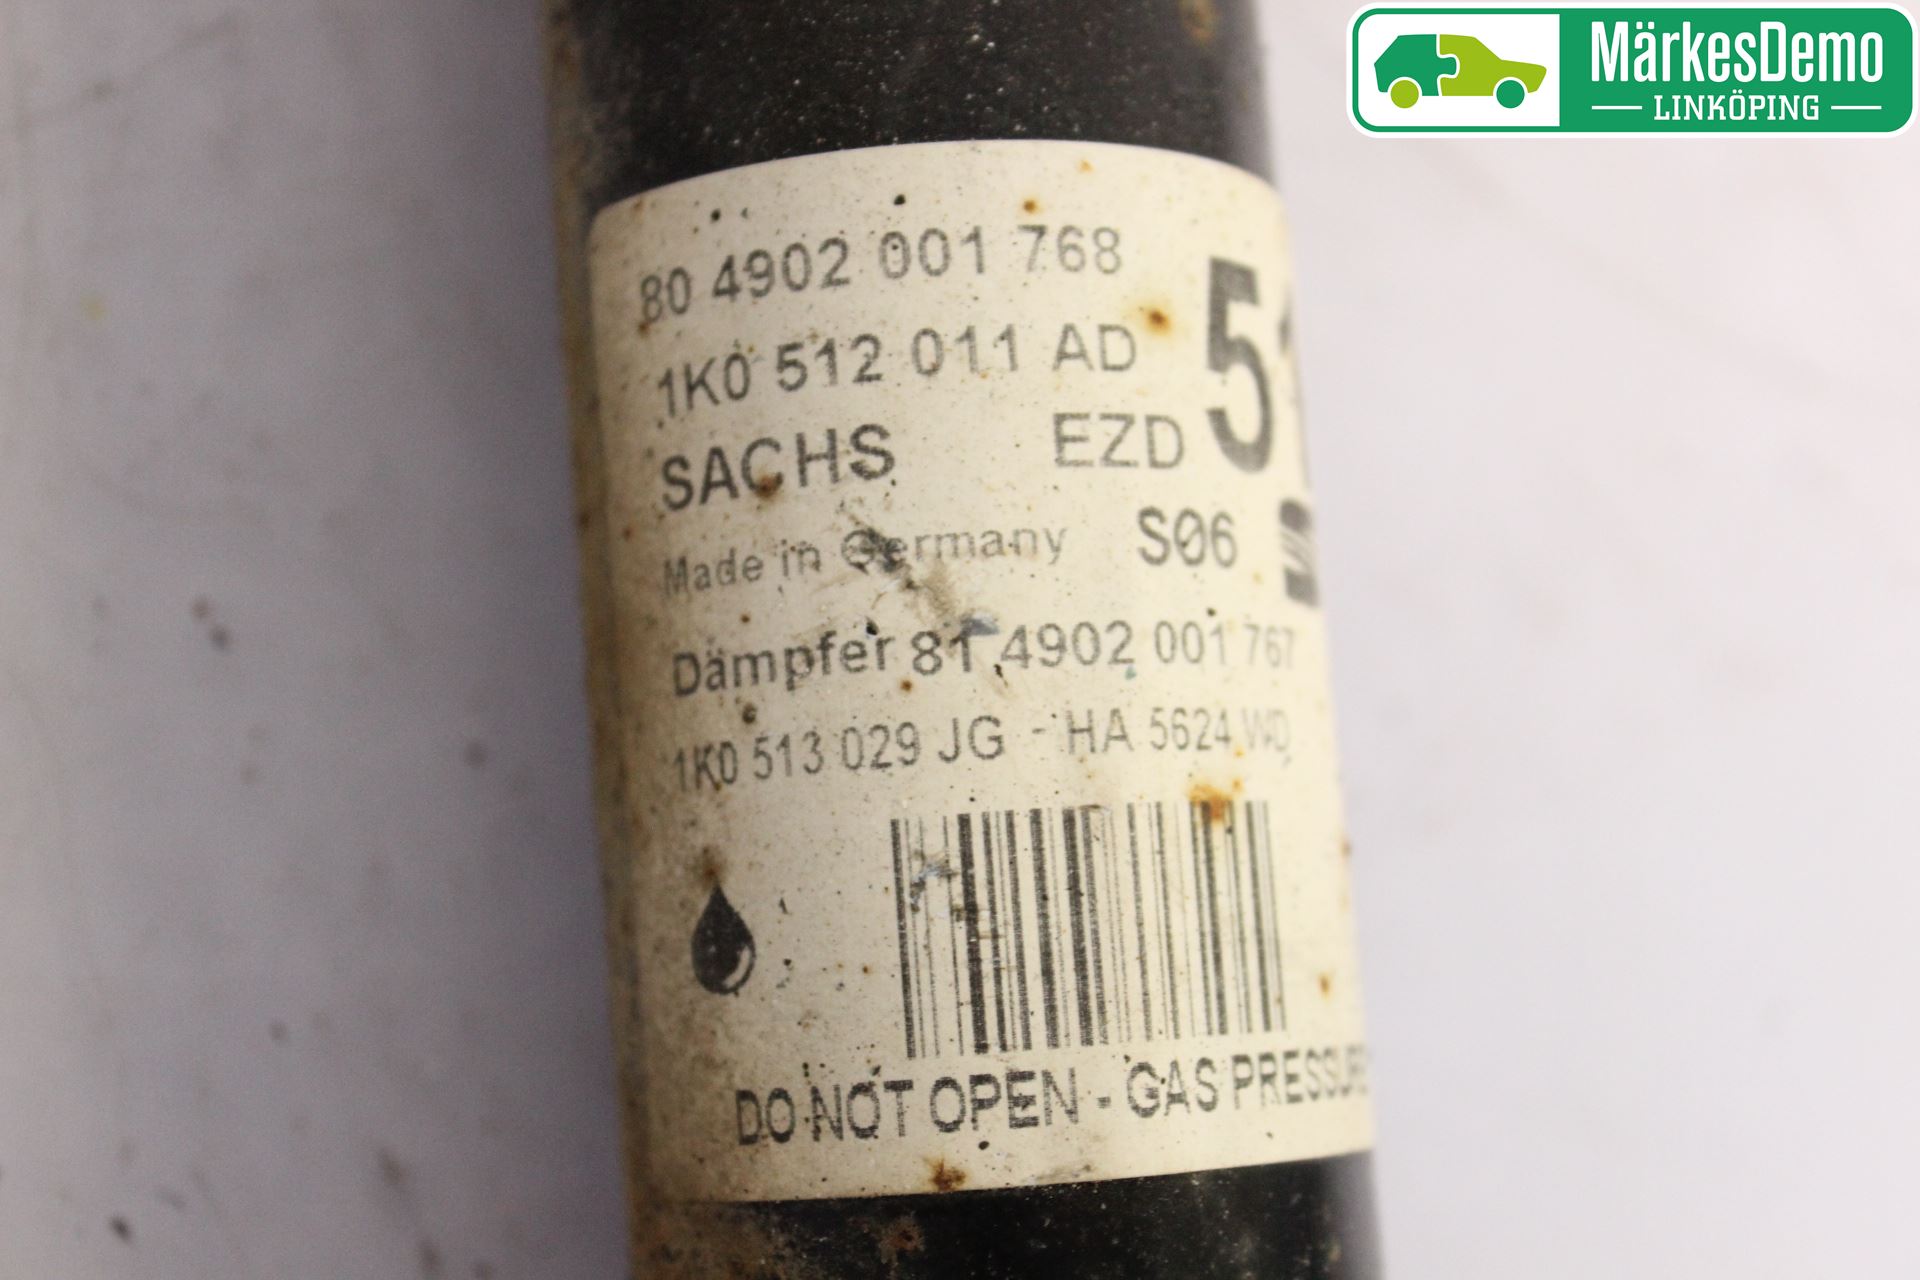 MärkesDemo
LINKÖPING
80 4902 001 768
1K0 512 011 AD
SACHS EZD
Made in Germany S06
Dämpfer 81 4902 001 767
1K0 513 029 JG - HA 5624 WD
DO NOT OPEN - GAS PRESSURE